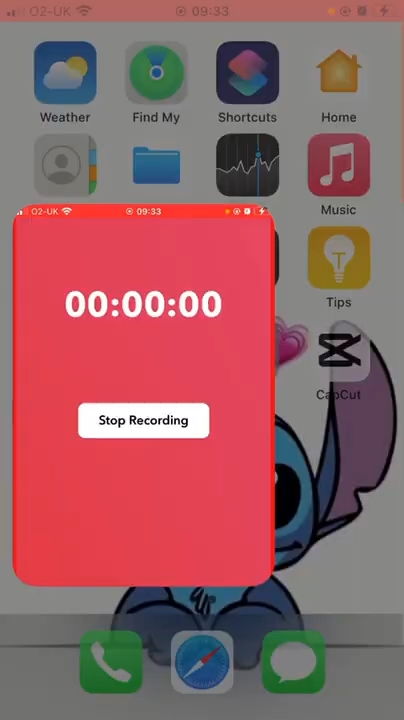 O2-UK 09:33
Weather Find My Shortcuts Home
Music
O2-UK 09:33
00:00:00
Tips
CapCut
Stop Recording